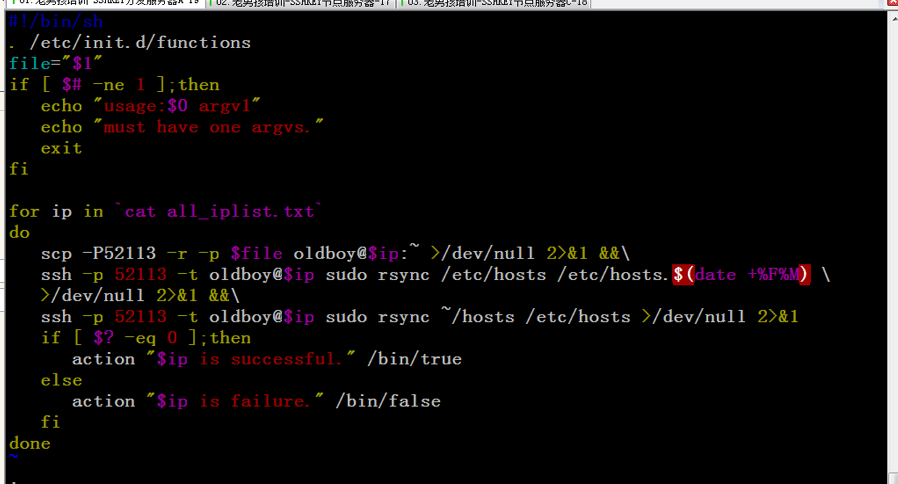 01.老男孩培训-SSHKEY分发服务器A-19 02.老男孩培训-SSHKEY节点服务器-17 03.老男孩培训-SSHKEY节点服务器C-18
#!/bin/sh
. /etc/init.d/functions
file="$1"
if [ $# -ne 1 ];then
   echo "usage:$0 argv1"
   echo "must have one argvs."
   exit
fi
for ip in `cat all_iplist.txt`
do
   scp -P52113 -r -p $file oldboy@$ip:~ >/dev/null 2>&1 &&\
   ssh -p 52113 -t oldboy@$ip sudo rsync /etc/hosts /etc/hosts.$(date +%F%M) \
   >/dev/null 2>&1 &&\
   ssh -p 52113 -t oldboy@$ip sudo rsync ~/hosts /etc/hosts >/dev/null 2>&1
   if [ $? -eq 0 ];then
      action "$ip is successful." /bin/true
   else
      action "$ip is failure." /bin/false
   fi
done
~